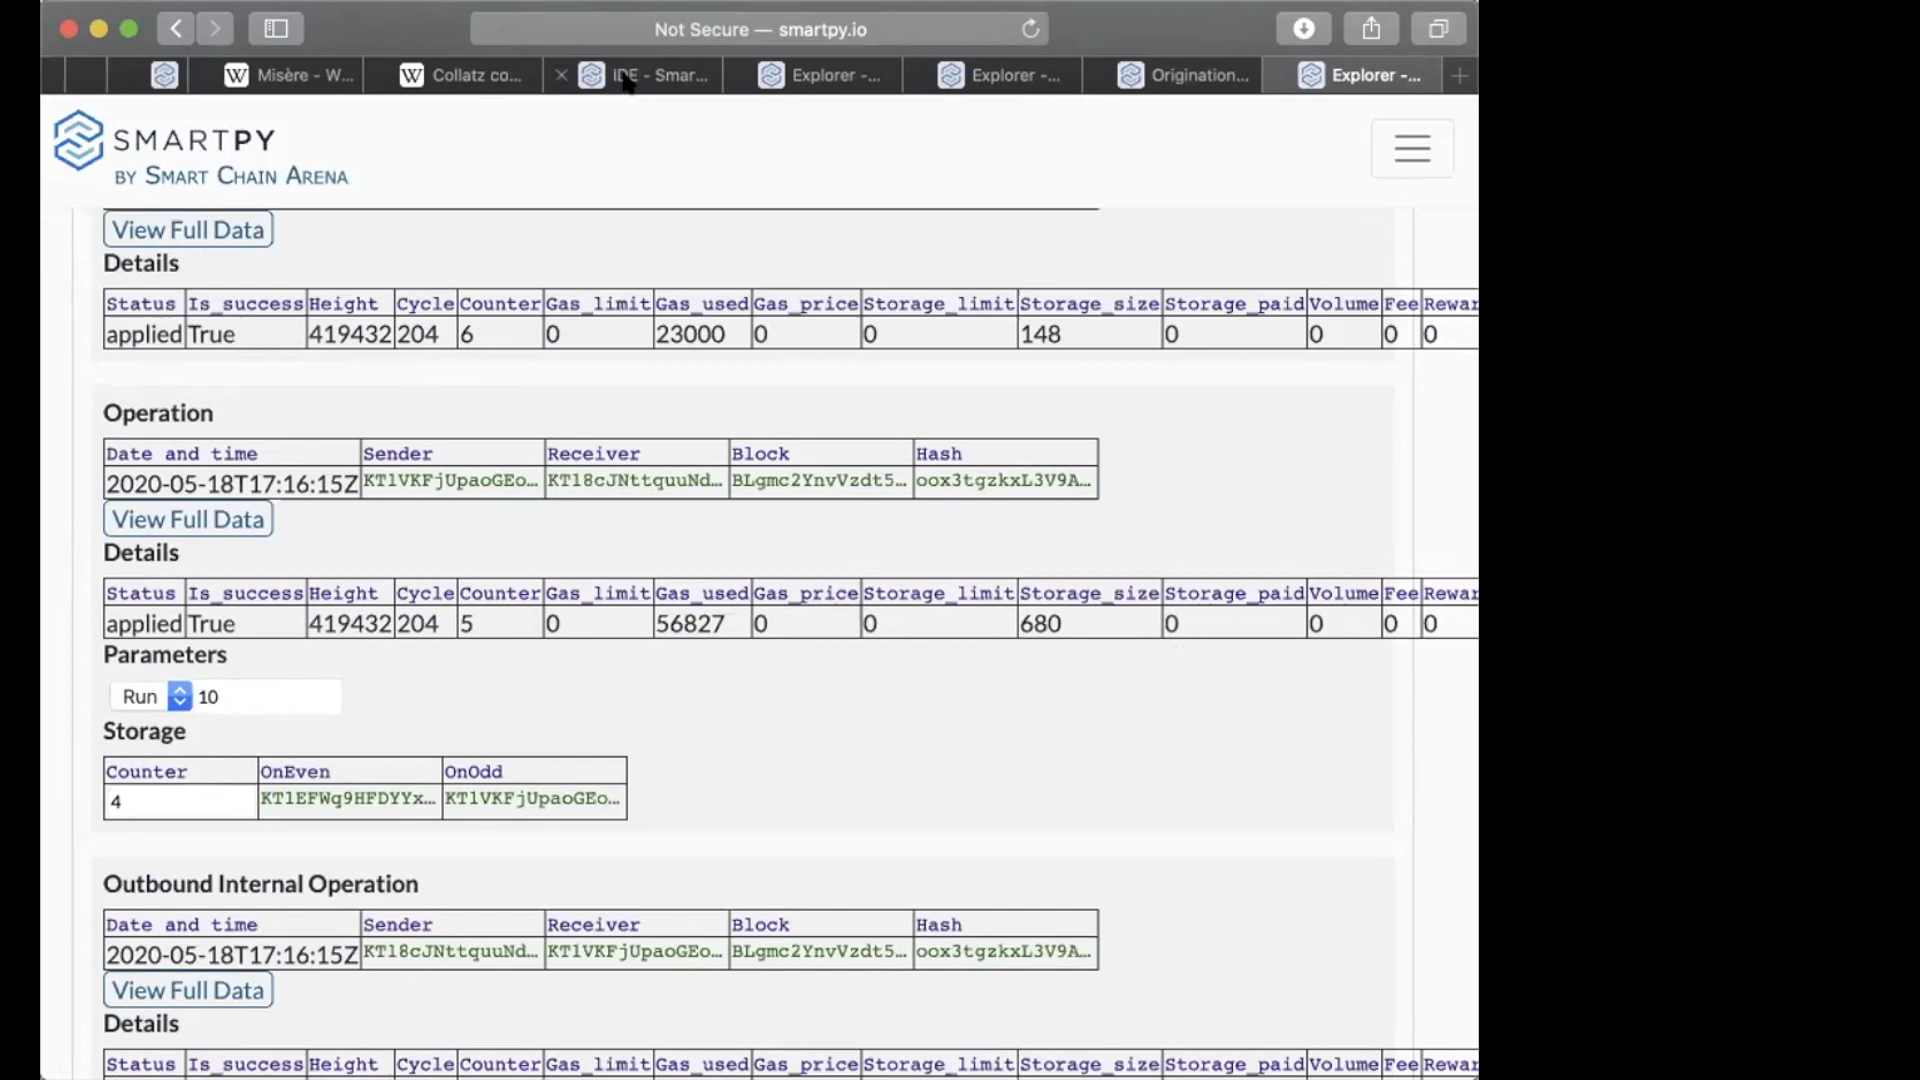 Not Secure — smartpy.io
Misère - W...
Collatz co...
IDE - Smar...
Explorer -...
Explorer -...
Origination...
Explorer -...
SMARTPY
BY SMART CHAIN ARENA
View Full Data
Details
Status Is_success Height Cycle Counter Gas_limit Gas_used Gas_price Storage_limit Storage_size Storage_paid Volume Fee Rewar
applied True 419432 204 6 0 23000 0 0 148 0 0 0 0
Operation
Date and time Sender Receiver Block Hash
2020-05-18T17:16:15Z KT1VKFjUpaoGEo… KT18cJNttquuNd… BLgmc2YnvVzdt5… oox3tgzkxL3V9A…
View Full Data
Details
Status Is_success Height Cycle Counter Gas_limit Gas_used Gas_price Storage_limit Storage_size Storage_paid Volume Fee Rewar
applied True 419432 204 5 0 56827 0 0 680 0 0 0 0
Parameters
Run 10
Storage
Counter OnEven OnOdd
4 KT1EFWq9HFDYYx… KT1VKFjUpaoGEo…
Outbound Internal Operation
Date and time Sender Receiver Block Hash
2020-05-18T17:16:15Z KT18cJNttquuNd… KT1VKFjUpaoGEo… BLgmc2YnvVzdt5… oox3tgzkxL3V9A…
View Full Data
Details
Status Is_success Height Cycle Counter Gas_limit Gas_used Gas_price Storage_limit Storage_size Storage_paid Volume Fee Rewar